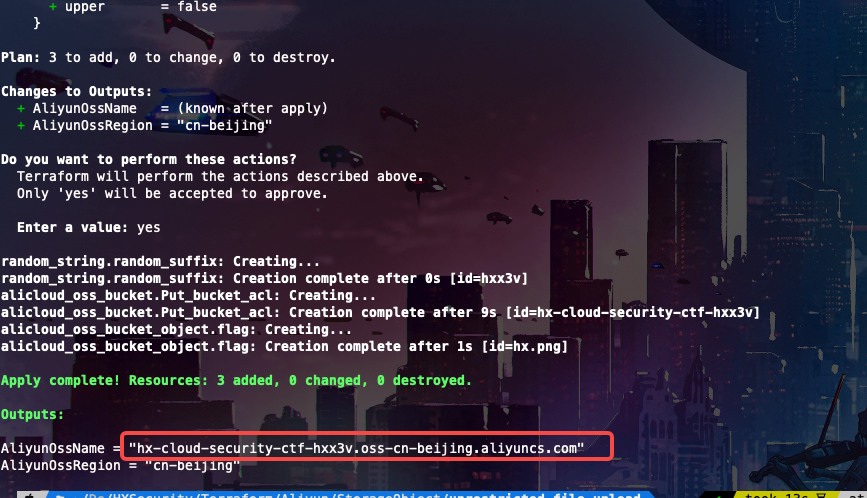 + upper       = false
}
Plan: 3 to add, 0 to change, 0 to destroy.
Changes to Outputs:
+ AliyunOssName   = (known after apply)
+ AliyunOssRegion = "cn-beijing"
Do you want to perform these actions?
Terraform will perform the actions described above.
Only 'yes' will be accepted to approve.
Enter a value: yes
random_string.random_suffix: Creating...
random_string.random_suffix: Creation complete after 0s [id=hxx3v]
alicloud_oss_bucket.Put_bucket_acl: Creating...
alicloud_oss_bucket.Put_bucket_acl: Creation complete after 9s [id=hx-cloud-security-ctf-hxx3v]
alicloud_oss_bucket_object.flag: Creating...
alicloud_oss_bucket_object.flag: Creation complete after 1s [id=hx.png]
Apply complete! Resources: 3 added, 0 changed, 0 destroyed.
Outputs:
AliyunOssName = "hx-cloud-security-ctf-hxx3v.oss-cn-beijing.aliyuncs.com"
AliyunOssRegion = "cn-beijing"